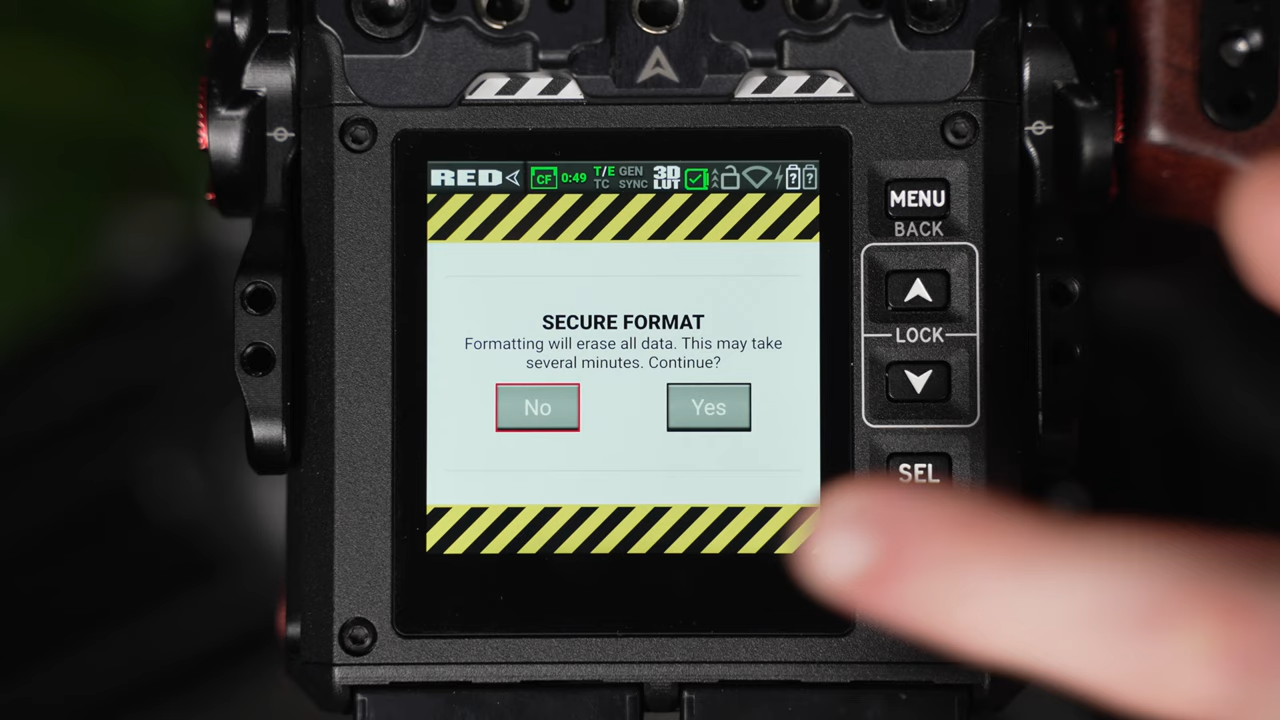 RED CF 0:49 T/E TC GEN SYNC 3D LUT
MENU
BACK
SECURE FORMAT
Formatting will erase all data. This may take
several minutes. Continue?
No Yes
LOCK
SEL